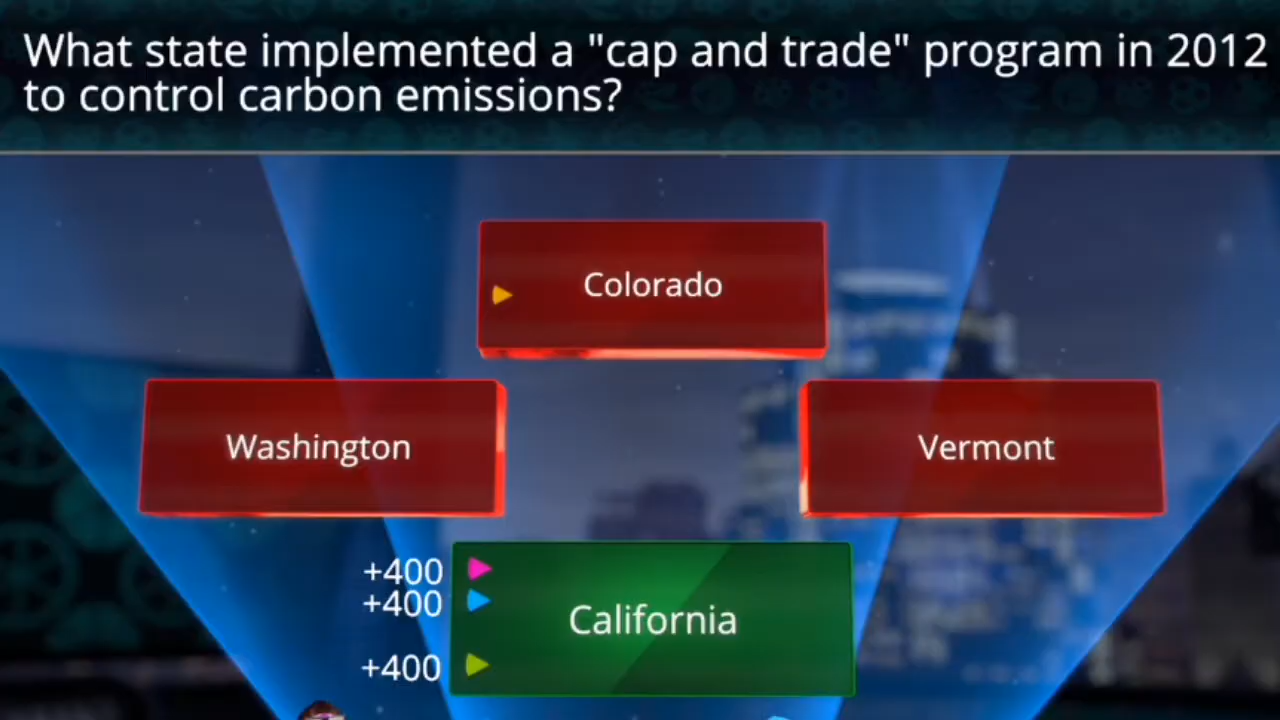 What state implemented a "cap and trade" program in 2012
to control carbon emissions?
Colorado
Washington
Vermont
+400
+400
California
+400